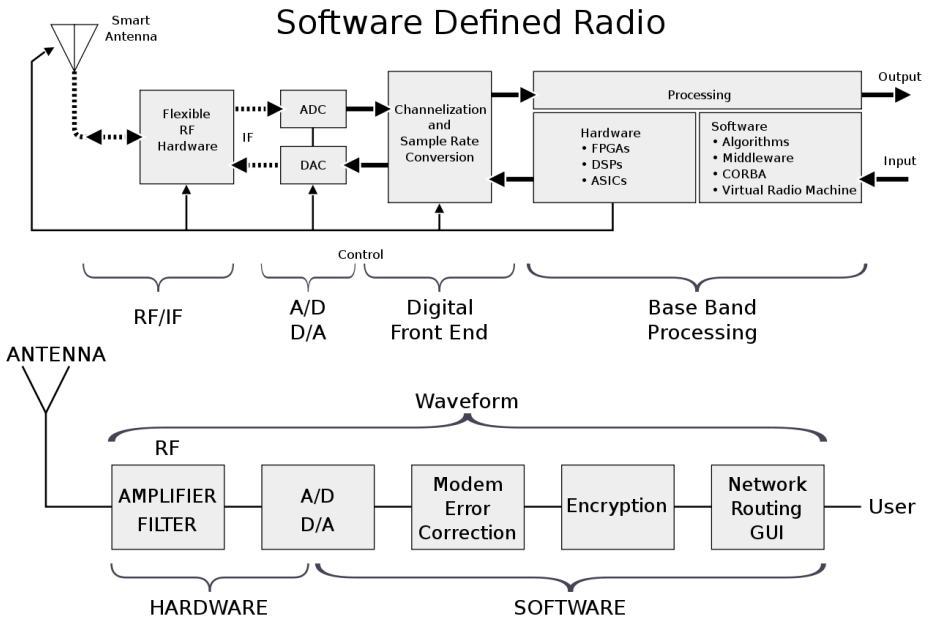 Software Defined Radio
Smart
Antenna
Flexible
RF
Hardware
IF
ADC
DAC
Channelization
and
Sample Rate
Conversion
Processing
Hardware
• FPGAs
• DSPs
• ASICs
Software
• Algorithms
• Middleware
• CORBA
• Virtual Radio Machine
Output
Input
Control
RF/IF
A/D
D/A
Digital
Front End
Base Band
Processing
ANTENNA
Waveform
RF
AMPLIFIER
FILTER
A/D
D/A
Modem
Error
Correction
Encryption
Network
Routing
GUI
User
HARDWARE
SOFTWARE